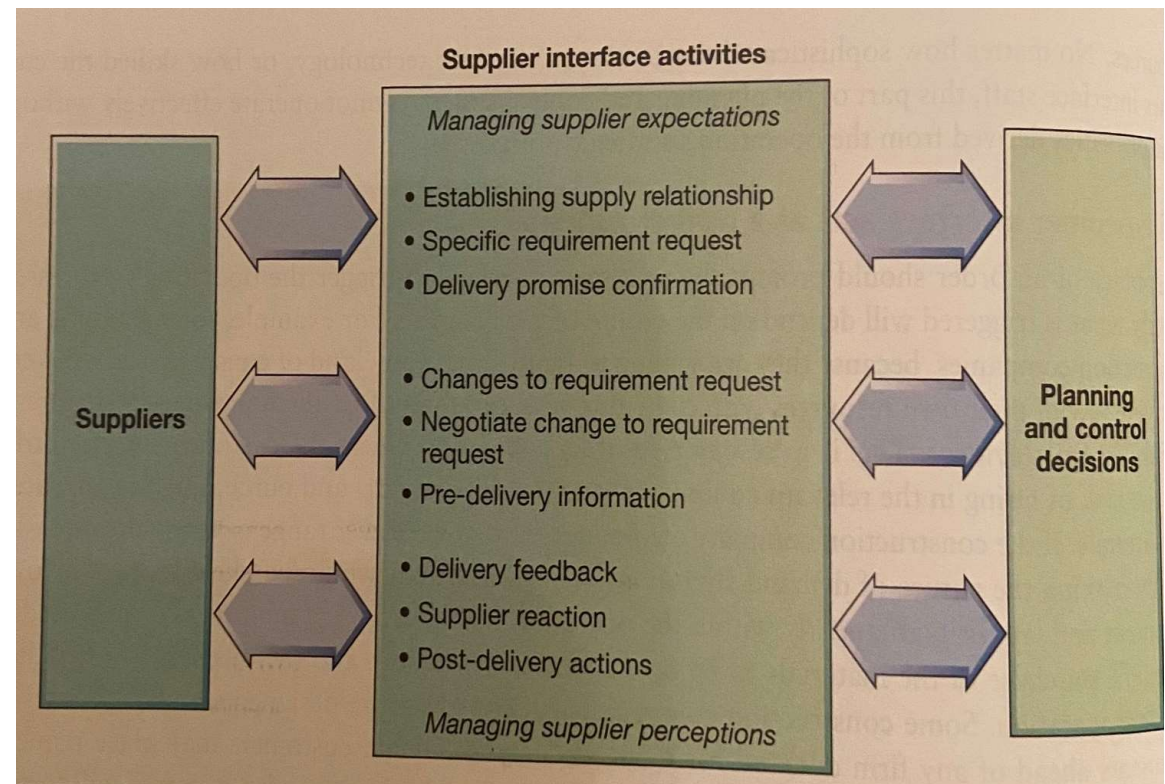 Supplier interface activities
Managing supplier expectations
• Establishing supply relationship
• Specific requirement request
• Delivery promise confirmation
• Changes to requirement request
• Negotiate change to requirement
request
• Pre-delivery information
• Delivery feedback
• Supplier reaction
• Post-delivery actions
Managing supplier perceptions
Suppliers
Planning
and control
decisions